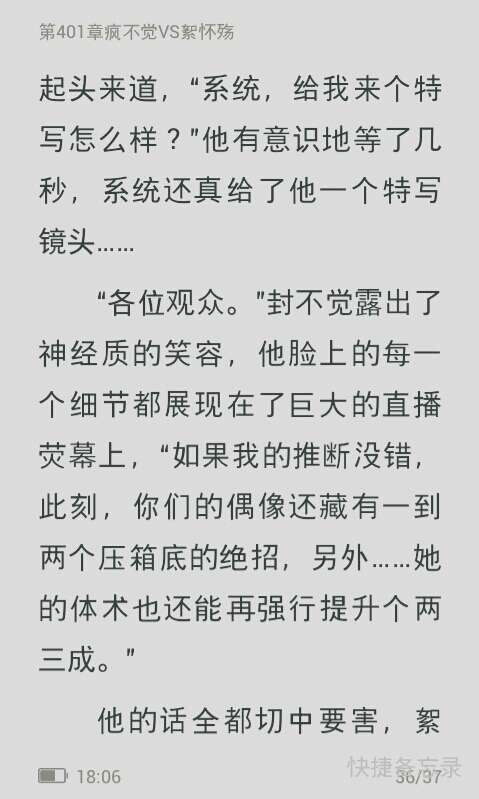 第401章疯不觉VS絮怀殇
起头来道，“系统，给我来个特
写怎么样？”他有意识地等了几
秒，系统还真给了他一个特写
镜头……
“各位观众。”封不觉露出了
神经质的笑容，他脸上的每一
个细节都展现在了巨大的直播
荧幕上，“如果我的推断没错，
此刻，你们的偶像还藏有一到
两个压箱底的绝招，另外……她
的体术也还能再强行提升个两
三成。”
他的话全都切中要害，絮
快捷备忘录
18:06
36/37